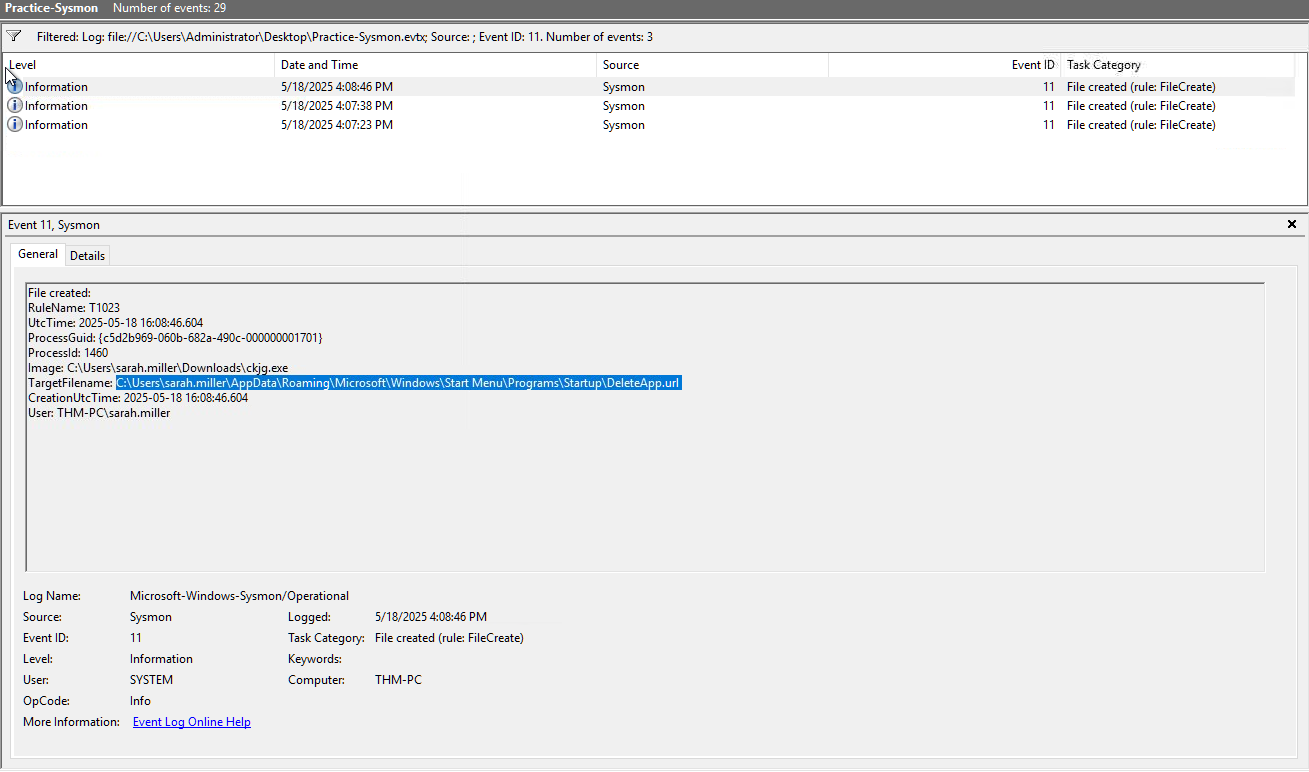 Practice-Sysmon Number of events: 29
Filtered: Log: file://C:\Users\Administrator\Desktop\Practice-Sysmon.evtx; Source: ; Event ID: 11. Number of events: 3
Level Date and Time Source Event ID Task Category
Information 5/18/2025 4:08:46 PM Sysmon 11 File created (rule: FileCreate)
Information 5/18/2025 4:07:38 PM Sysmon 11 File created (rule: FileCreate)
Information 5/18/2025 4:07:23 PM Sysmon 11 File created (rule: FileCreate)
Event 11, Sysmon
General Details
File created:
RuleName: T1023
UtcTime: 2025-05-18 16:08:46.604
ProcessGuid: {c5d2b969-060b-682a-490c-000000001701}
ProcessId: 1460
Image: C:\Users\sarah.miller\Downloads\ckjg.exe
TargetFilename: C:\Users\sarah.miller\AppData\Roaming\Microsoft\Windows\Start Menu\Programs\Startup\DeleteApp.url
CreationUtcTime: 2025-05-18 16:08:46.604
User: THM-PC\sarah.miller
Log Name: Microsoft-Windows-Sysmon/Operational
Source: Sysmon Logged: 5/18/2025 4:08:46 PM
Event ID: 11 Task Category: File created (rule: FileCreate)
Level: Information Keywords:
User: SYSTEM Computer: THM-PC
OpCode: Info
More Information: Event Log Online Help